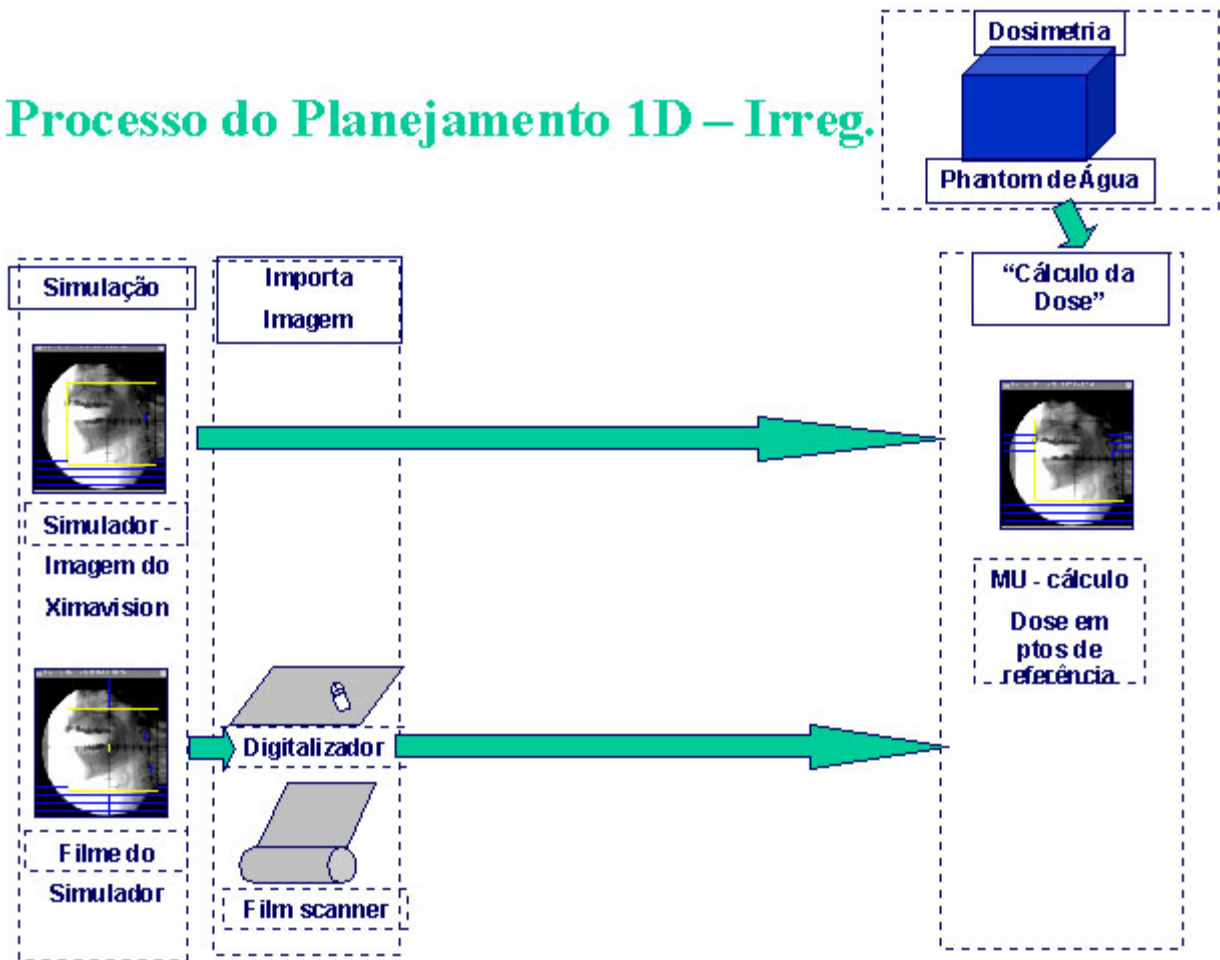 Dosimetria
Processo do Planejamento 1D – Irreg.
Phantom de Água
Simulação
Importa
Imagem
“Cálculo da
Dose”
Simulador -
Imagem do
Ximavision
MU - cálculo
Dose em
ptos de
referência
Digitalizador
Filme do
Simulador
Film scanner